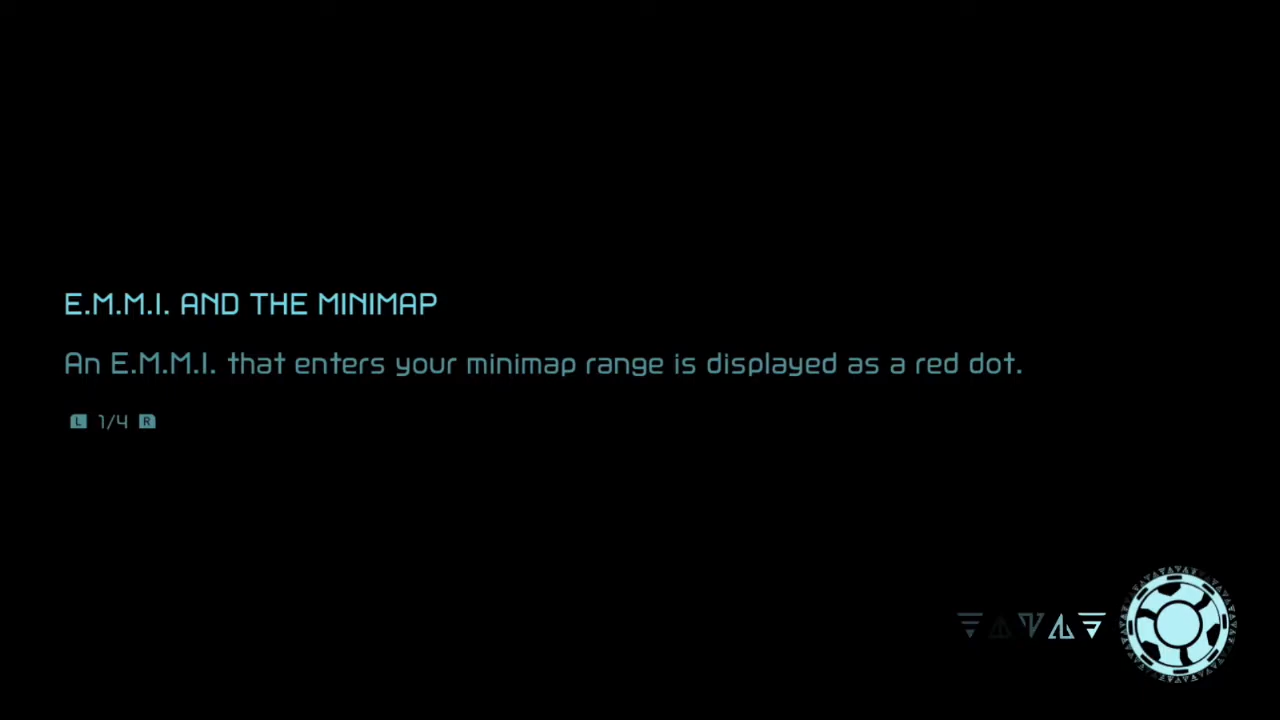 E.M.M.I. AND THE MINIMAP
An E.M.M.I. that enters your minimap range is displayed as a red dot.
L 1/4 R